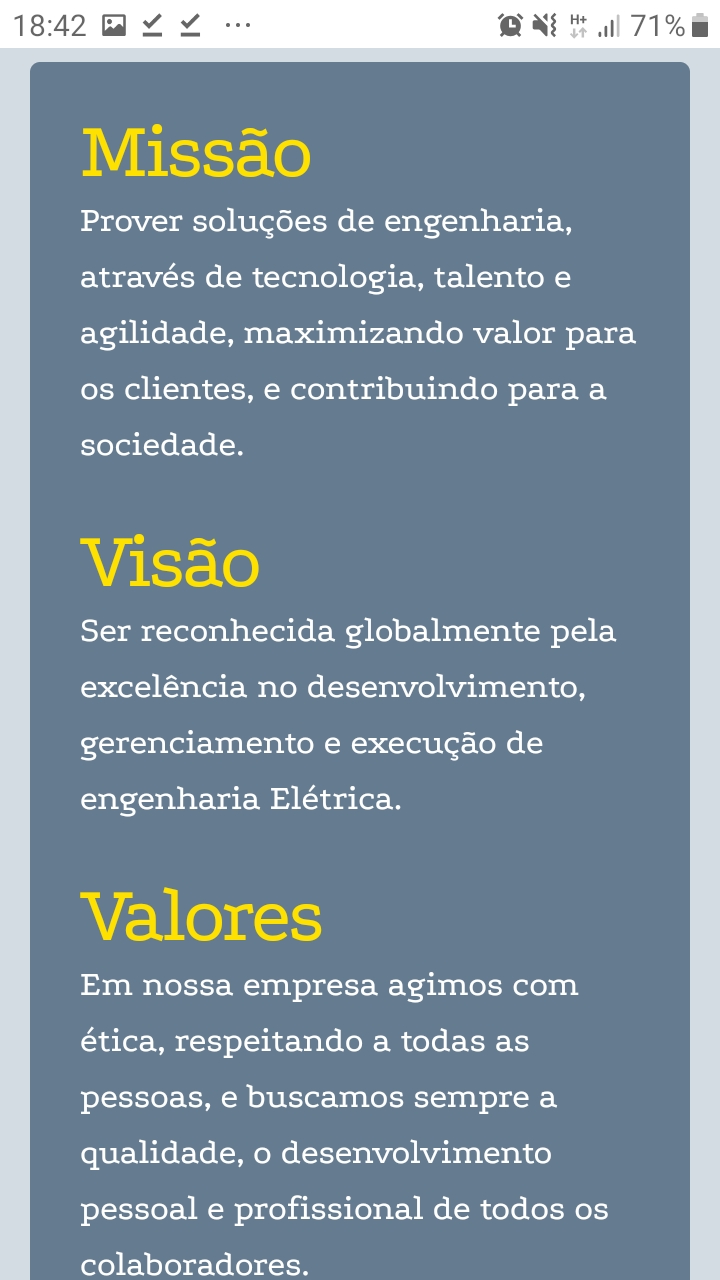 18:42 H+ 71%
Missão
Prover soluções de engenharia,
através de tecnologia, talento e
agilidade, maximizando valor para
os clientes, e contribuindo para a
sociedade.
Visão
Ser reconhecida globalmente pela
excelência no desenvolvimento,
gerenciamento e execução de
engenharia Elétrica.
Valores
Em nossa empresa agimos com
ética, respeitando a todas as
pessoas, e buscamos sempre a
qualidade, o desenvolvimento
pessoal e profissional de todos os
colaboradores.